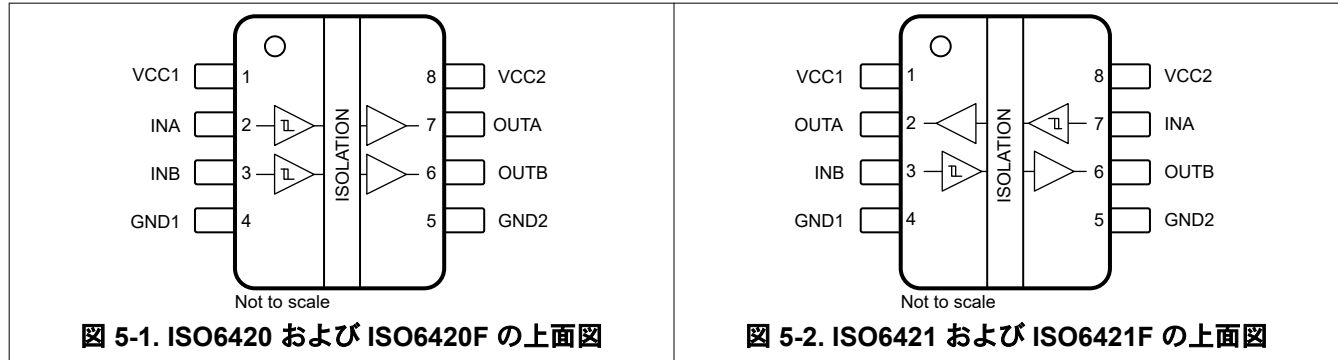 VCC1 1 8 VCC2
INA 2 7 OUTA
INB 3 6 OUTB
GND1 4 5 GND2
ISOLATION
Not to scale
図 5-1. ISO6420 および ISO6420F の上面図
VCC1 1 8 VCC2
OUTA 2 7 INA
INB 3 6 OUTB
GND1 4 5 GND2
ISOLATION
Not to scale
図 5-2. ISO6421 および ISO6421F の上面図